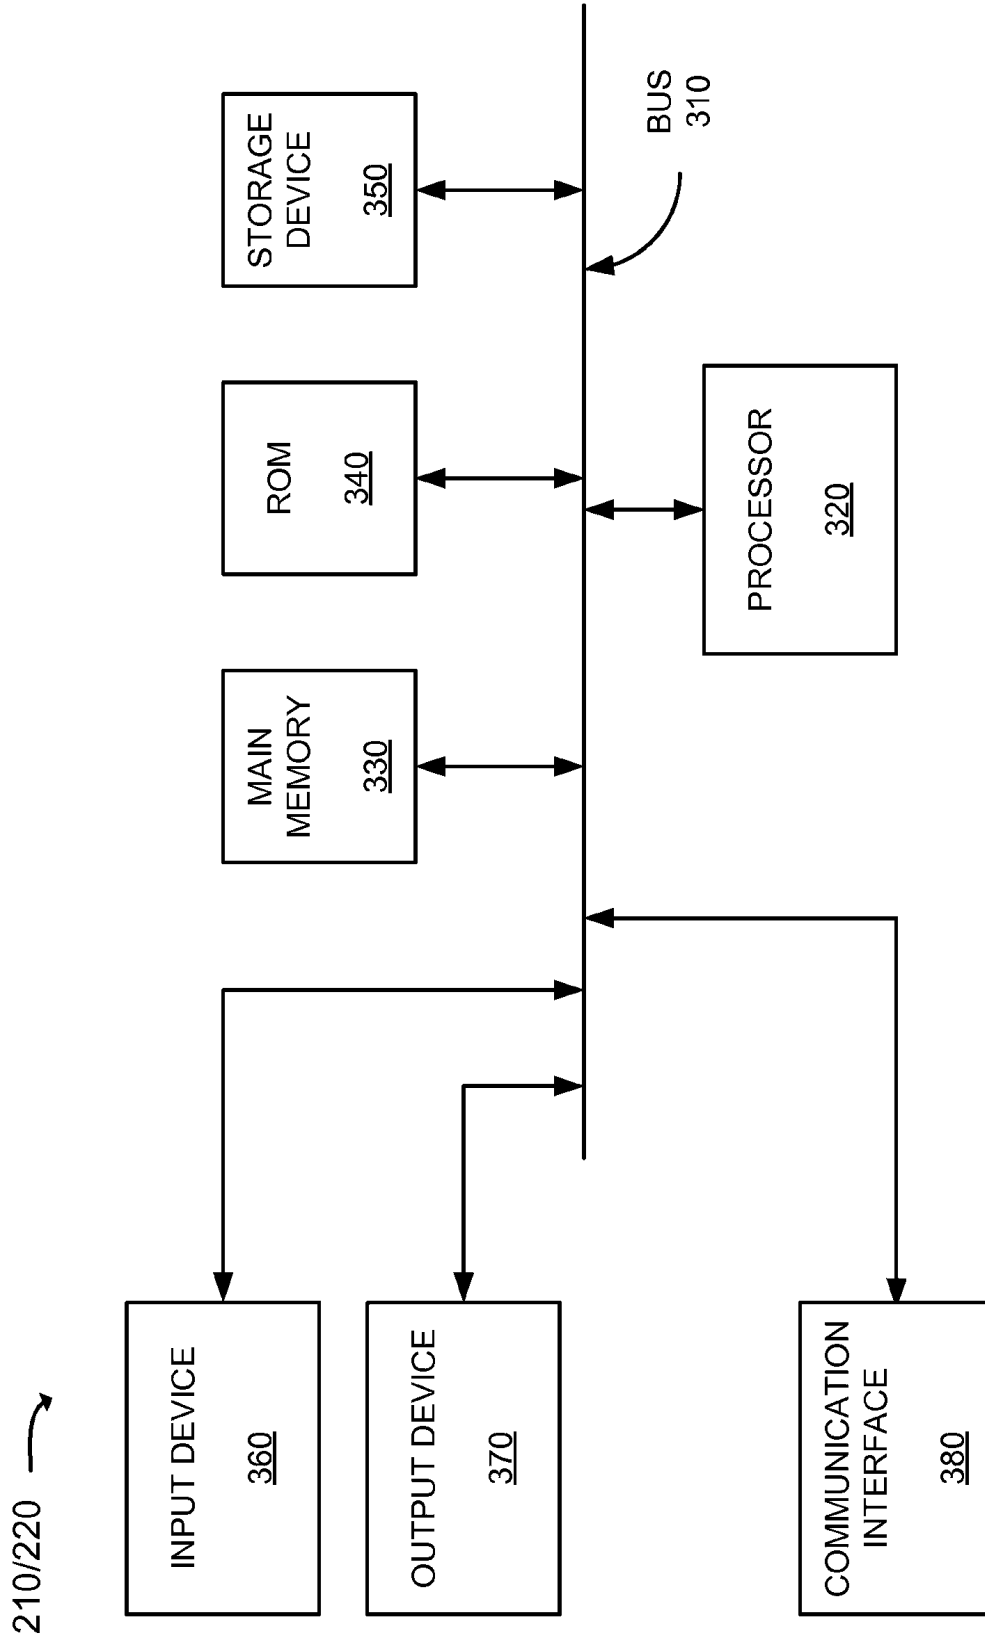 210/220
INPUT DEVICE
360
OUTPUT DEVICE
370
COMMUNICATION
INTERFACE
380
MAIN
MEMORY
330
ROM
340
STORAGE
DEVICE
350
PROCESSOR
320
BUS
310